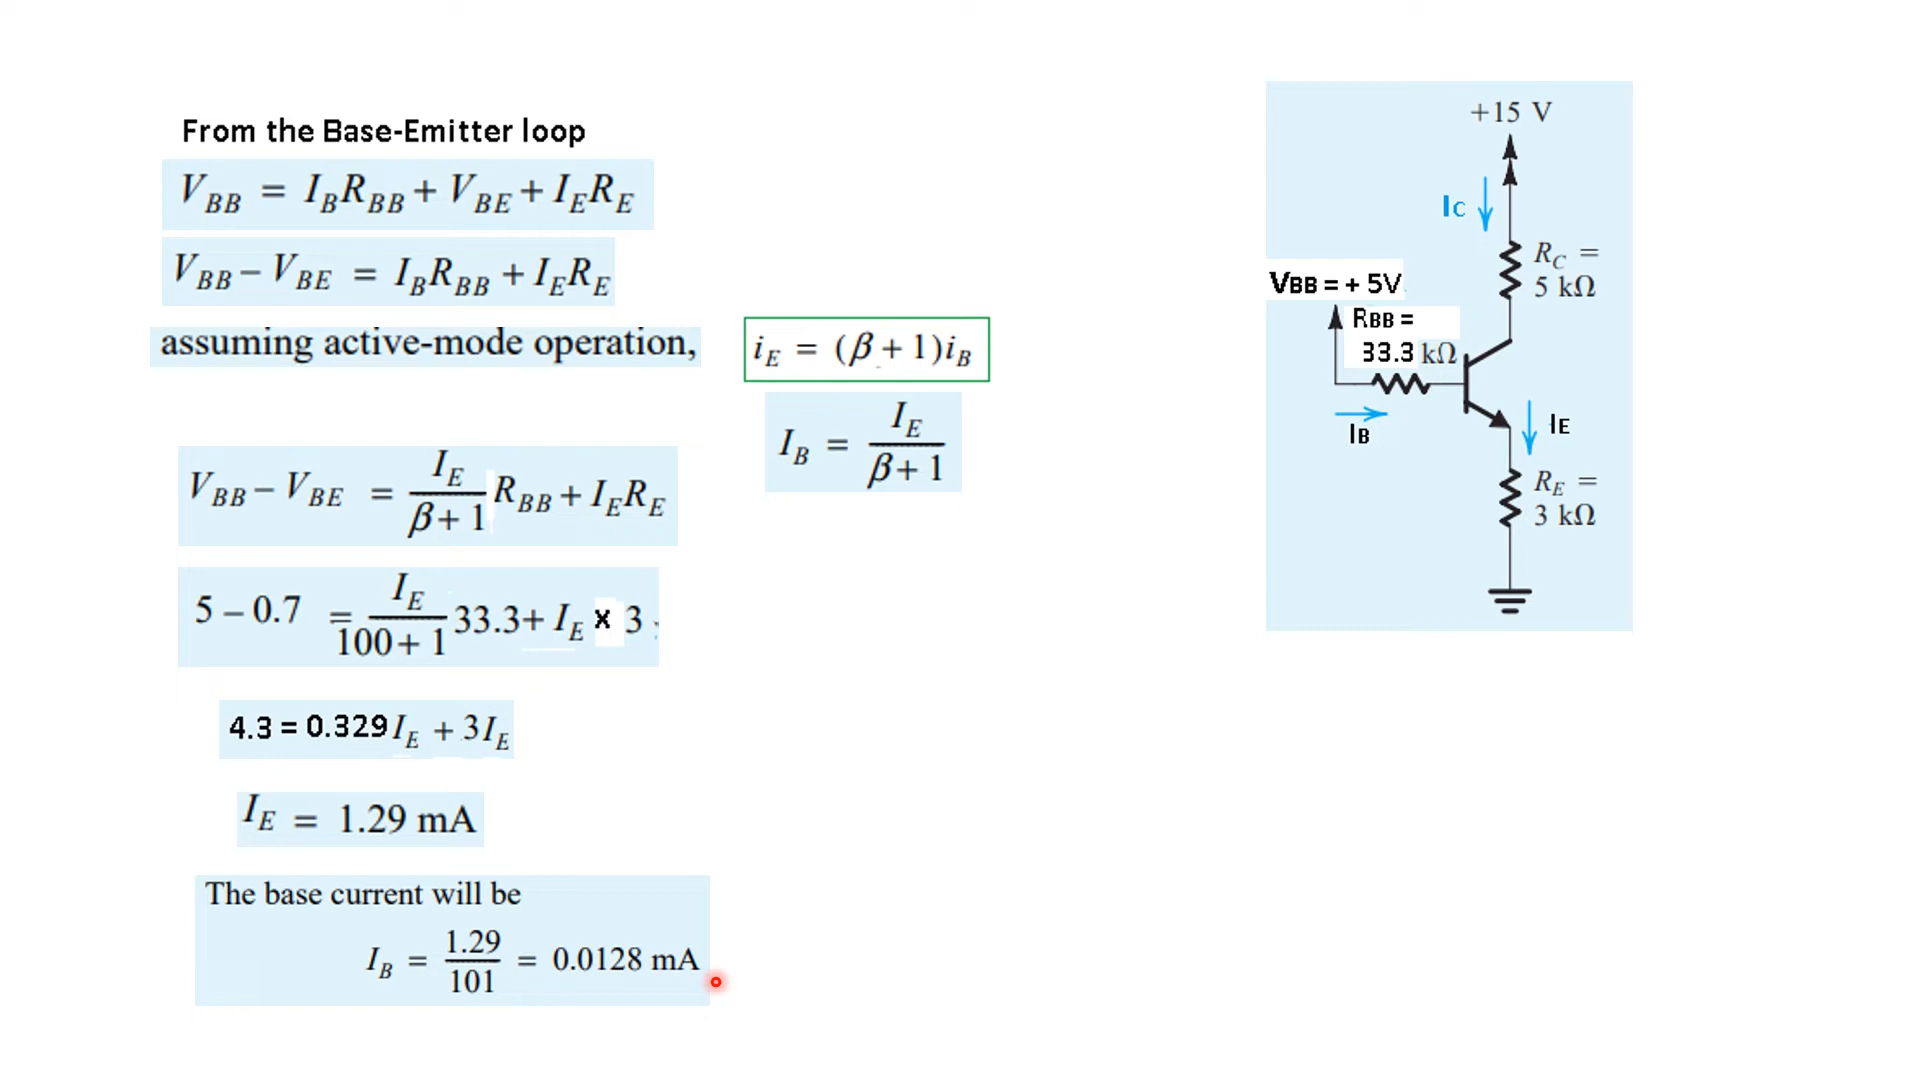 From the Base-Emitter loop
V_BB = I_B R_BB + V_BE + I_E R_E
V_BB − V_BE = I_B R_BB + I_E R_E
assuming active-mode operation,
i_E = (β + 1)i_B
I_B = I_E / (β + 1)
V_BB − V_BE = I_E / (β + 1) R_BB + I_E R_E
5 − 0.7 = I_E / (100 + 1) 33.3 + I_E x 3
4.3 = 0.329 I_E + 3I_E
I_E = 1.29 mA
The base current will be
I_B = 1.29 / 101 = 0.0128 mA
+15 V
IC
R_C =
5 kΩ
VBB = + 5V
RBB =
33.3 kΩ
IB
IE
R_E =
3 kΩ